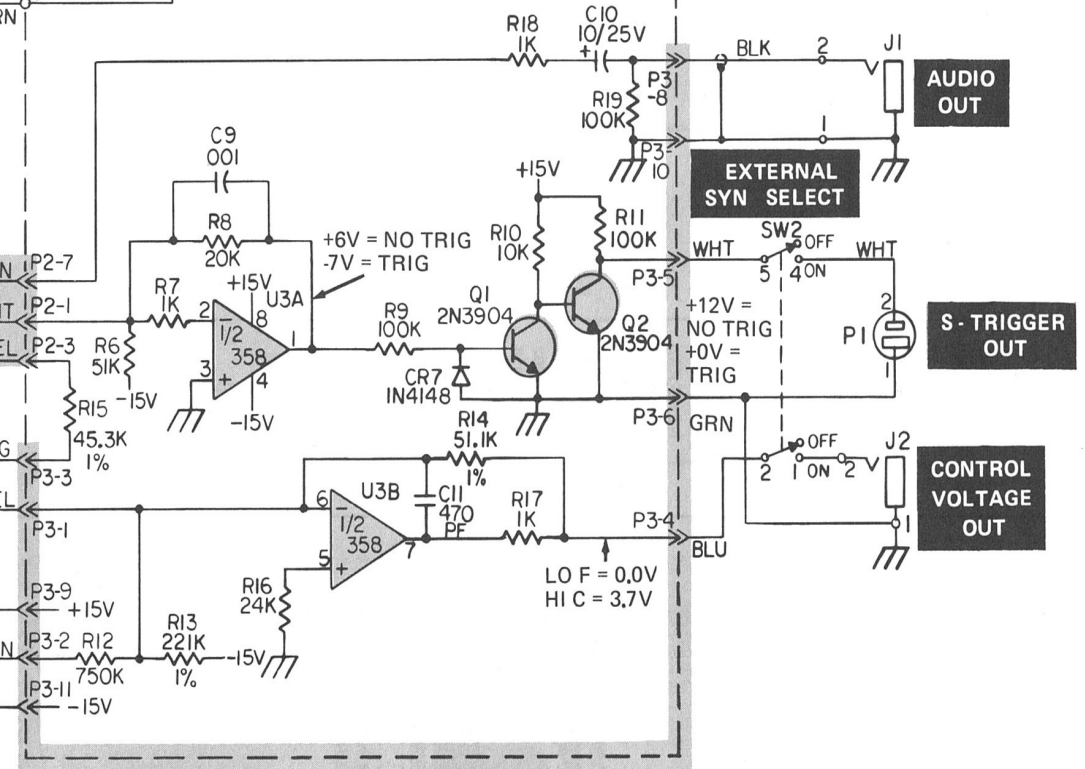 RN
R18
1K
C10
10/25V
+
R19
100K
P3
-8
P3-
10
BLK
2
1
J1
AUDIO
OUT
C9
001
R8
20K
+6V = NO TRIG
-7V = TRIG
+15V
R10
10K
R11
100K
EXTERNAL
SYN SELECT
SW2
OFF
5
4
ON
WHT
WHT
P3-5
N
P2-7
T
P2-1
EL
P2-3
R7
1K
2
+15V
8
U3A
1
1/2
358
3
+
4
-15V
R6
51K
-15V
R9
100K
Q1
2N3904
Q2
2N3904
CR7
1N4148
+12V =
NO TRIG
+0V =
TRIG
2
P1
1
S-TRIGGER
OUT
P3-6
GRN
R15
45.3K
1%
G
P3-3
EL
P3-1
R14
51.1K
1%
6
-
U3B
1/2
358
5
+
7
C11
470
PF
R17
1K
P3-4
BLU
OFF
2
1
ON
2
J2
1
CONTROL
VOLTAGE
OUT
LO F = 0.0V
HI C = 3.7V
R16
24K
P3-9
+15V
N
P3-2
R12
750K
R13
221K
1%
-15V
P3-11
-15V